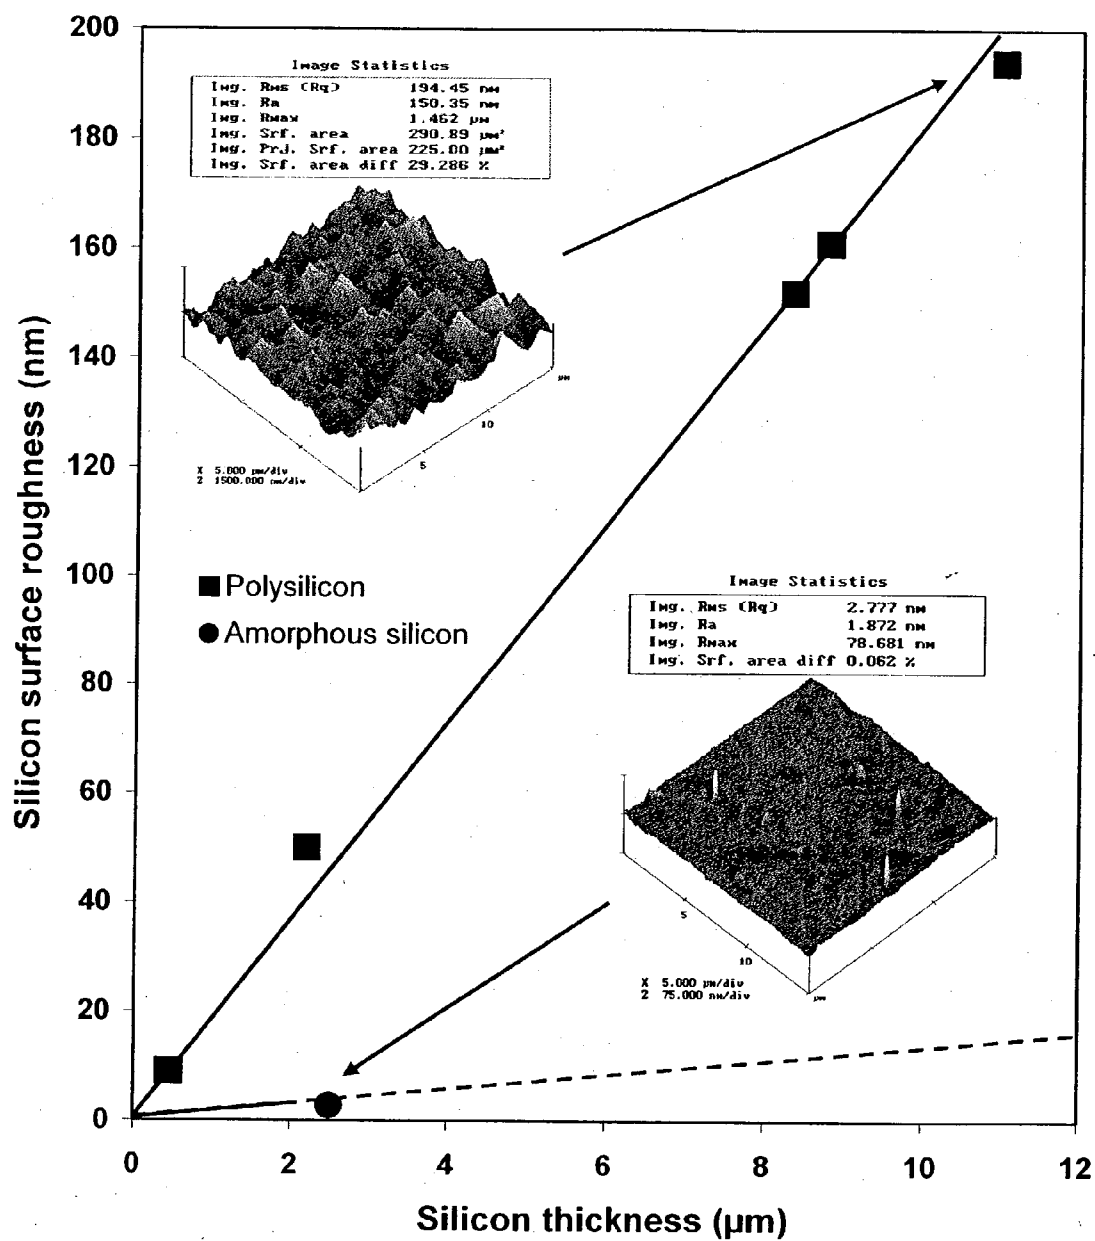 200
180
160
140
120
100
80
60
40
20
0
Silicon surface roughness (nm)
Image Statistics
Img. Rms (Rq) 194.45 nm
Img. Ra 150.35 nm
Img. Rmax 1.462 µm
Img. Srf. area 290.89 µm²
Img. Prj. Srf. area 225.00 µm²
Img. Srf. area diff 29.286 %
µm
10
5
X 5.000 µm/div
Z 1500.000 nm/div
Polysilicon
Amorphous silicon
Image Statistics
Img. Rms (Rq) 2.777 nm
Img. Ra 1.872 nm
Img. Rmax 78.681 nm
Img. Srf. area diff 0.062 %
5
10
µm
X 5.000 µm/div
Z 75.000 nm/div
0 2 4 6 8 10 12
Silicon thickness (µm)